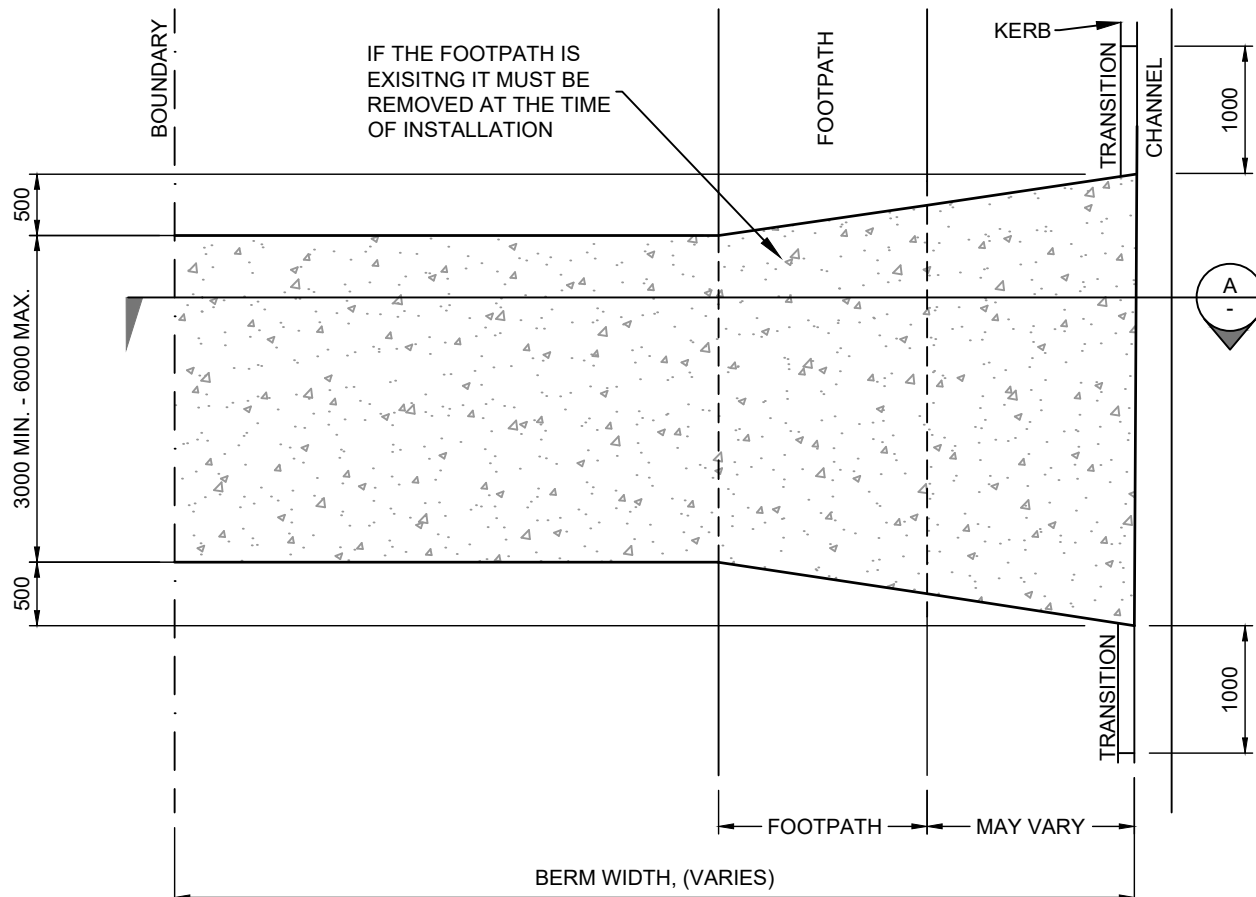 BOUNDARY
IF THE FOOTPATH IS
EXISITNG IT MUST BE
REMOVED AT THE TIME
OF INSTALLATION
FOOTPATH
KERB
TRANSITION
CHANNEL
1000
500
3000 MIN. - 6000 MAX.
500
A
-
TRANSITION
1000
FOOTPATH
MAY VARY
BERM WIDTH, (VARIES)